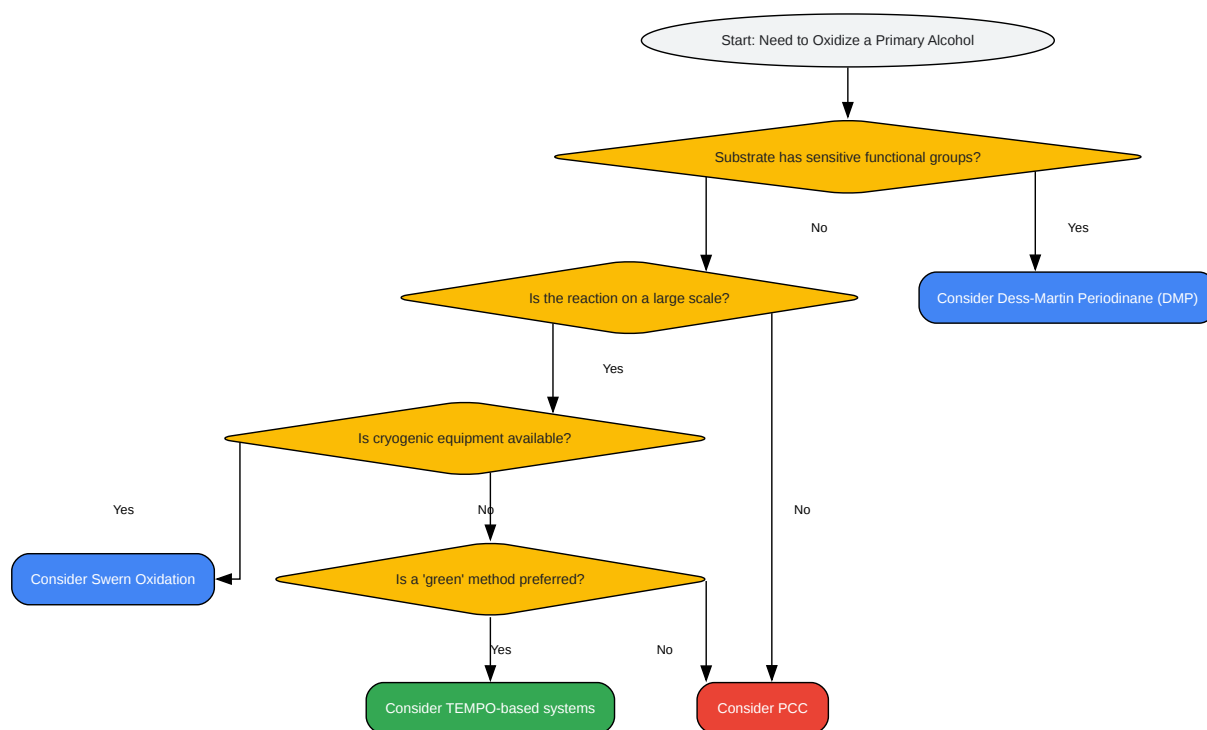 Start: Need to Oxidize a Primary Alcohol
Substrate has sensitive functional groups?
No
Yes
Consider Dess-Martin Periodinane (DMP)
Is the reaction on a large scale?
Yes
No
Is cryogenic equipment available?
Yes
No
Consider Swern Oxidation
Is a 'green' method preferred?
Yes
No
Consider TEMPO-based systems
Consider PCC